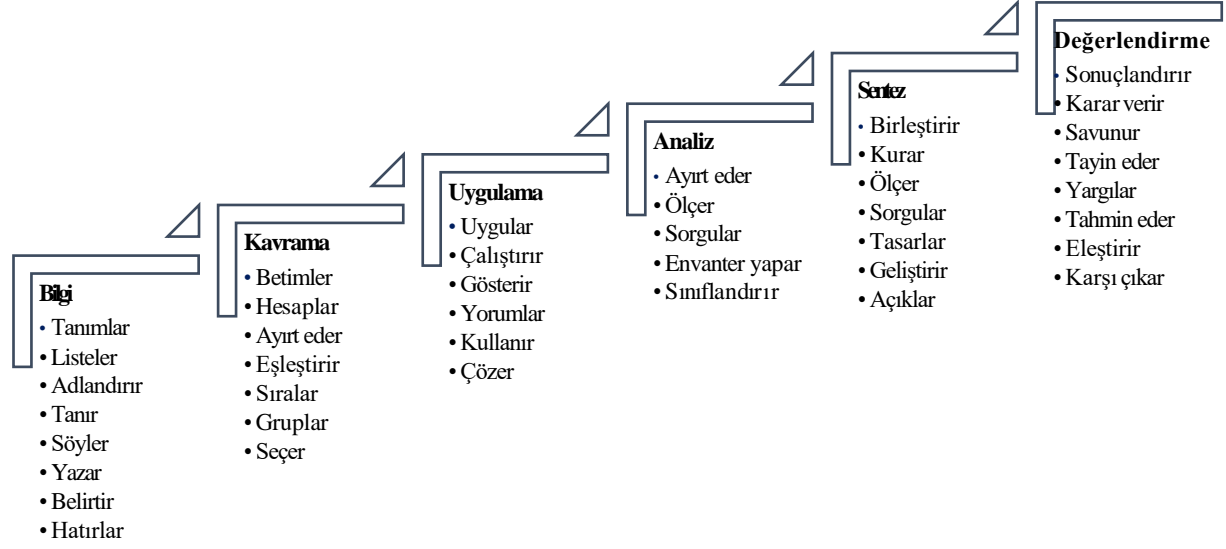 Bilgi
• Tanımlar
• Listeler
• Adlandırır
• Tanır
• Söyler
• Yazar
• Belirtir
• Hatırlar
Kavrama
• Betimler
• Hesaplar
• Ayırt eder
• Eşleştirir
• Sıralar
• Gruplar
• Seçer
Uygulama
• Uygular
• Çalıştırır
• Gösterir
• Yorumlar
• Kullanır
• Çözer
Analiz
• Ayırt eder
• Ölçer
• Sorgular
• Envanter yapar
• Sınıflandırır
Sentez
• Birleştirir
• Kurar
• Ölçer
• Sorgular
• Tasarlar
• Geliştirir
• Açıklar
Değerlendirme
• Sonuçlandırır
• Karar verir
• Savunur
• Tayin eder
• Yargılar
• Tahmin eder
• Eleştirir
• Karşı çıkar